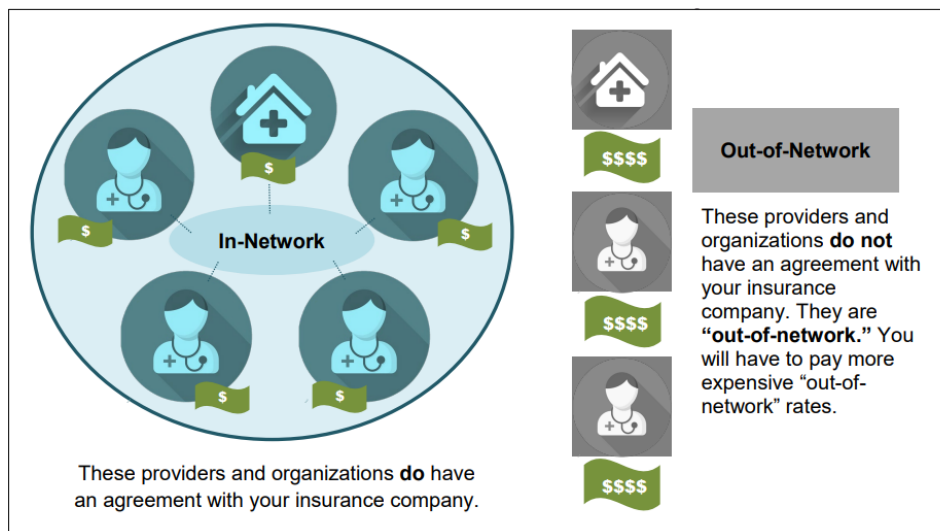 $
$
$
In-Network
$
$
These providers and organizations do have
an agreement with your insurance company.
$$$$
$$$$
$$$$
Out-of-Network
These providers and
organizations do not
have an agreement with
your insurance
company. They are
“out-of-network.” You
will have to pay more
expensive “out-of-
network” rates.